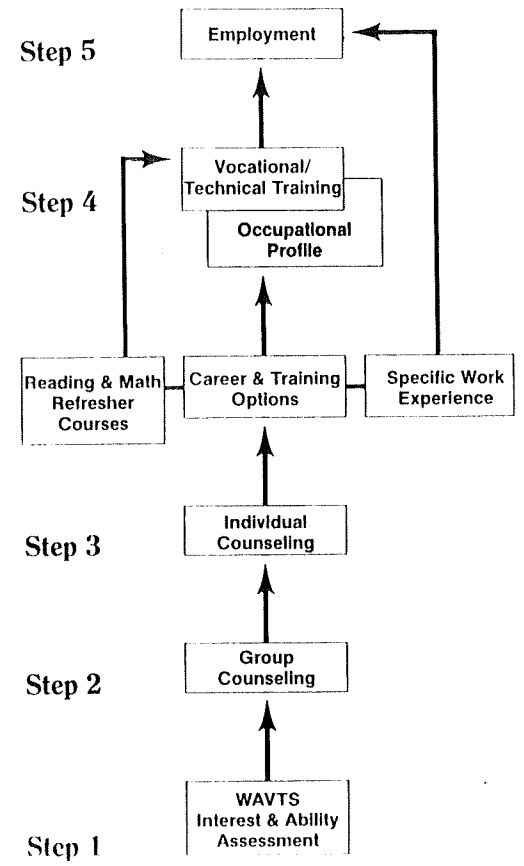 Employment
Step 5
Vocational/
Technical Training
Step 4
Occupational
Profile
Reading & Math
Refresher
Courses
Career & Training
Options
Specific Work
Experience
Individual
Counseling
Step 3
Group
Counseling
Step 2
WAVTS
Interest & Ability
Assessment
Step 1